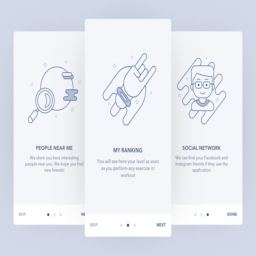 PEOPLE NEAR ME
We show you here interesting
people near you. We hope you find
new friends!
SKIP
MY RANKING
You will see here your level as soon
as you perform any exercise or
workout
SKIP
NEXT
SOCIAL NETWORK
We can find your Facebook and
Instagram friends if they use the
application
DONE